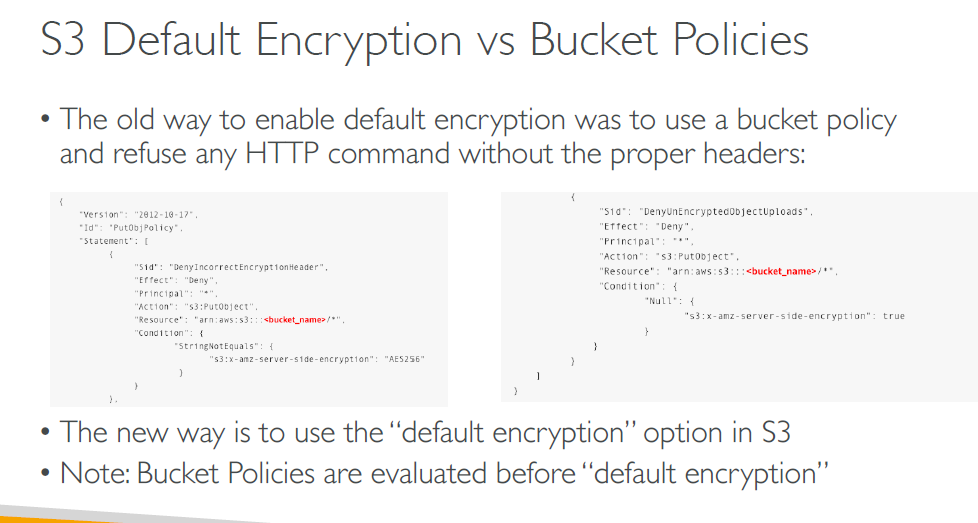 S3 Default Encryption vs Bucket Policies
• The old way to enable default encryption was to use a bucket policy
and refuse any HTTP command without the proper headers:
{
"Version": "2012-10-17",
"Id": "PutObjPolicy",
"Statement": [
{
"Sid": "DenyIncorrectEncryptionHeader",
"Effect": "Deny",
"Principal": "*",
"Action": "s3:PutObject",
"Resource": "arn:aws:s3:::<bucket_name>/*",
"Condition": {
"StringNotEquals": {
"s3:x-amz-server-side-encryption": "AES256"
}
}
},
{
"Sid": "DenyUnEncryptedObjectUploads",
"Effect": "Deny",
"Principal": "*",
"Action": "s3:PutObject",
"Resource": "arn:aws:s3:::<bucket_name>/*",
"Condition": {
"Null": {
"s3:x-amz-server-side-encryption": true
}
}
}
]
}
• The new way is to use the “default encryption” option in S3
• Note: Bucket Policies are evaluated before “default encryption”